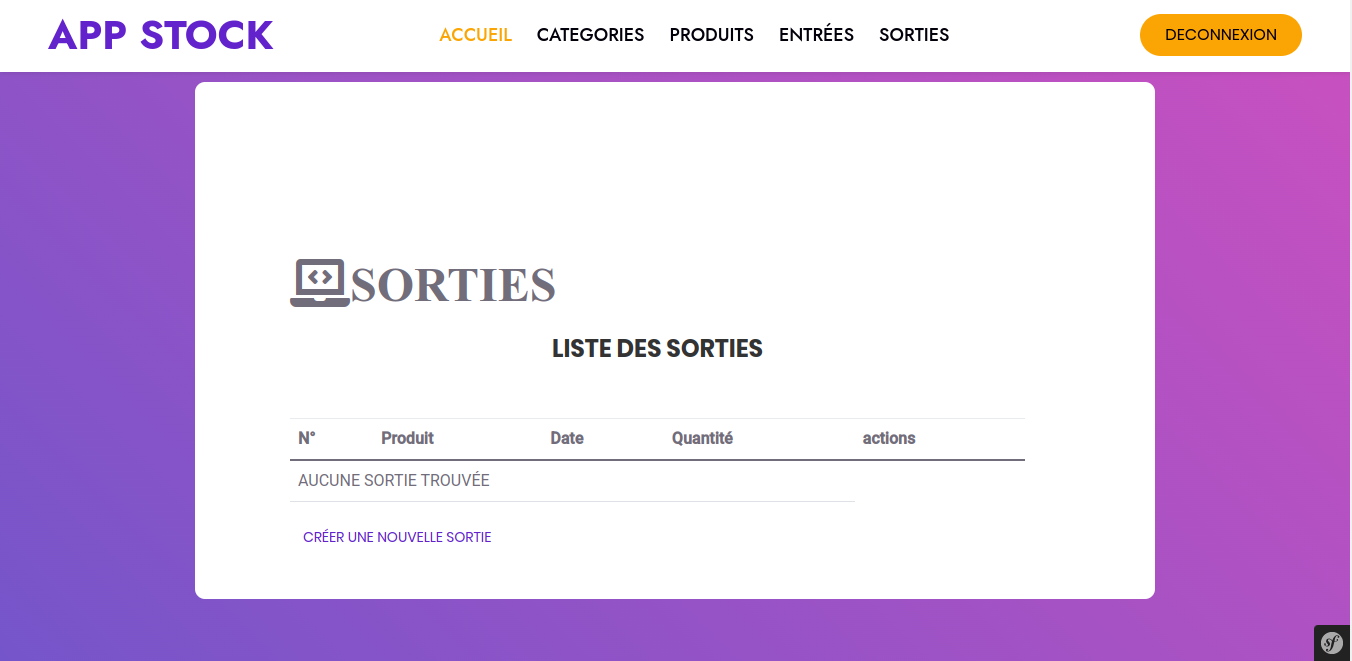 APP STOCK ACCUEIL CATEGORIES PRODUITS ENTRÉES SORTIES DECONNEXION
SORTIES
LISTE DES SORTIES
N° Produit Date Quantité actions
AUCUNE SORTIE TROUVÉE
CRÉER UNE NOUVELLE SORTIE
sf